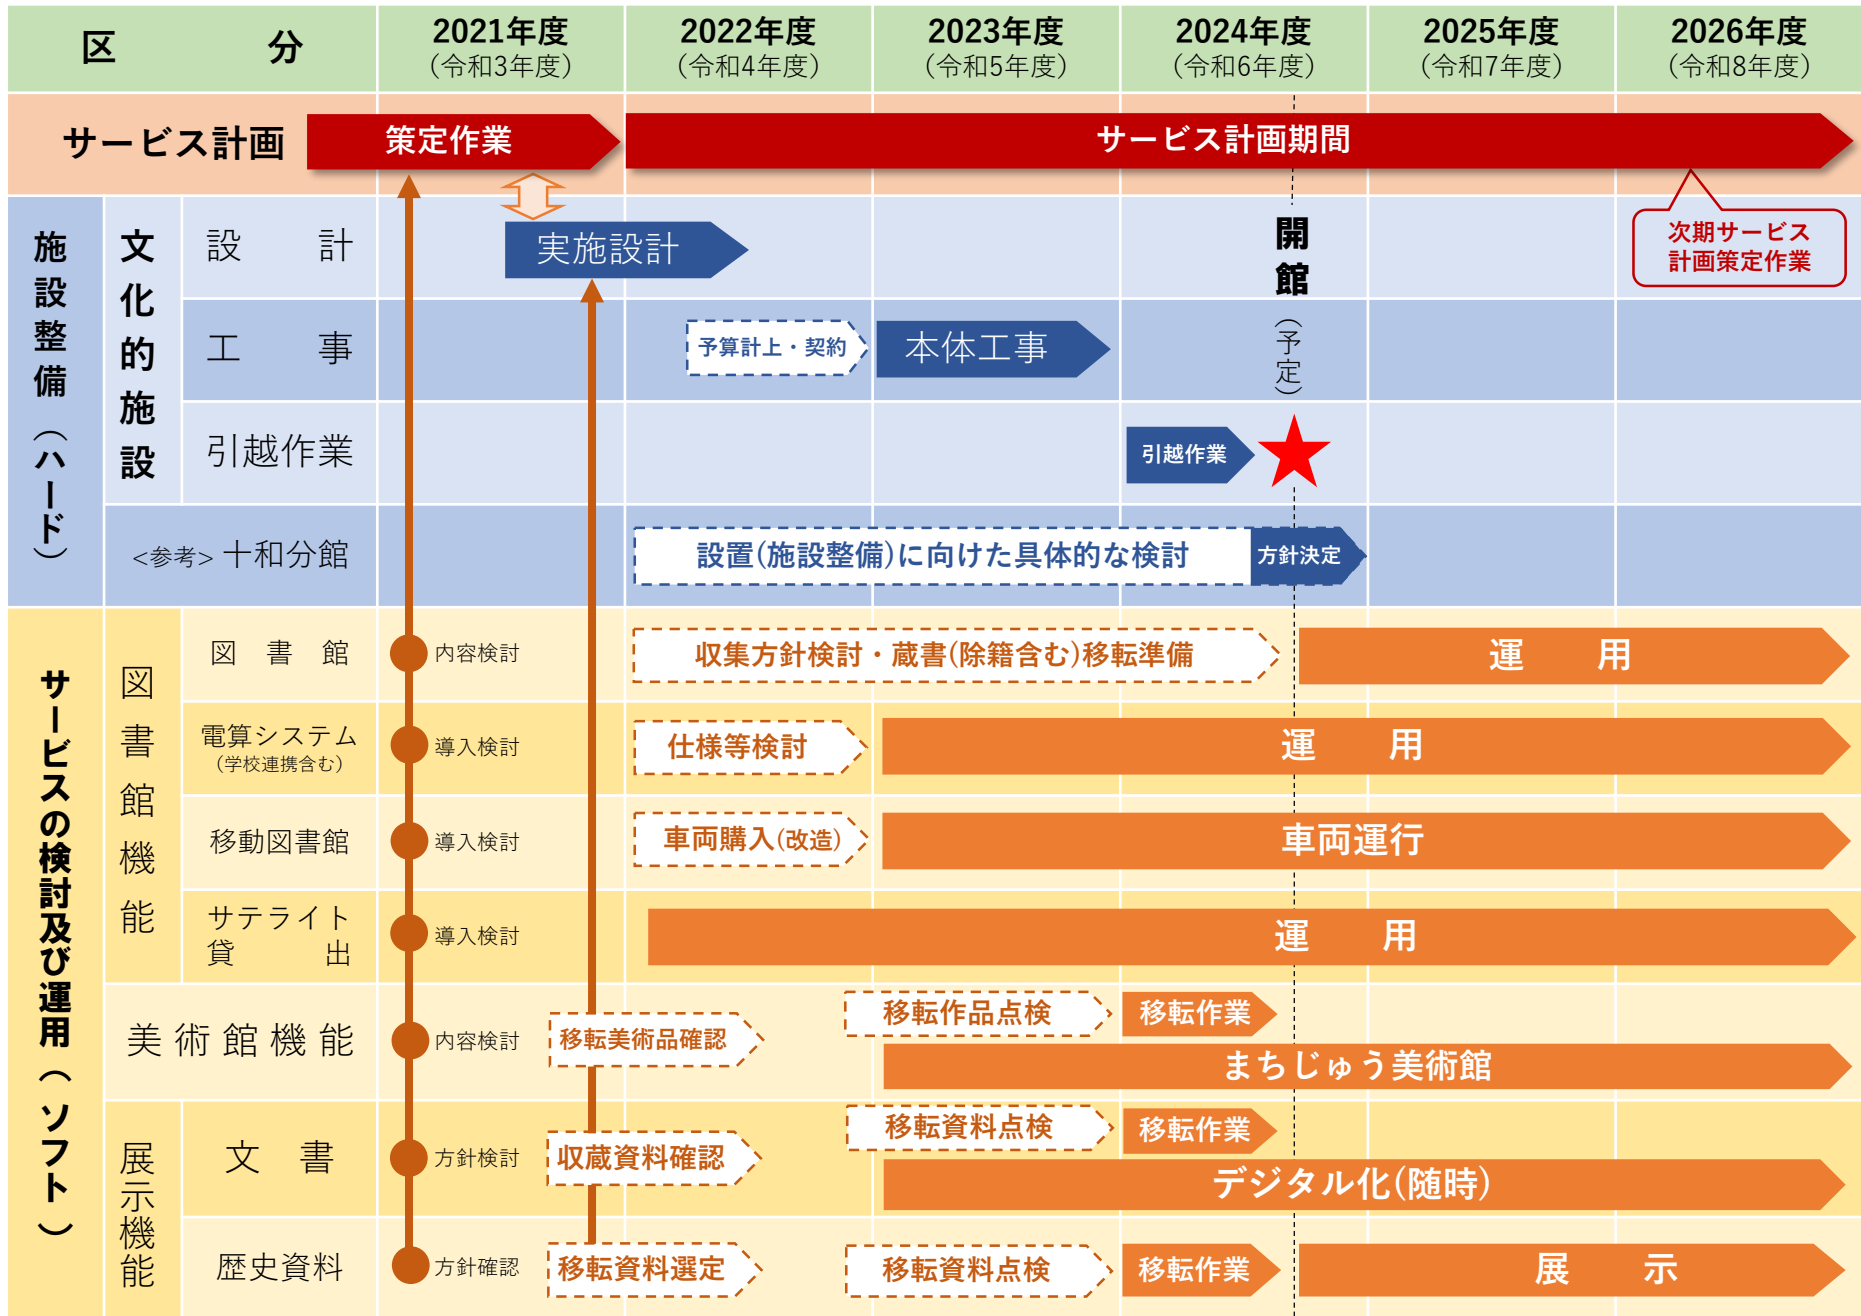 区　分
2021年度
（令和3年度）
2022年度
（令和4年度）
2023年度
（令和5年度）
2024年度
（令和6年度）
2025年度
（令和7年度）
2026年度
（令和8年度）
サービス計画
策定作業
サービス計画期間
次期サービス
計画策定作業
施設整備（ハード）
文化的施設
設　計
実施設計
開館（予定）
工　事
予算計上・契約
本体工事
引越作業
引越作業
<参考> 十和分館
設置(施設整備)に向けた具体的な検討
方針決定
サービスの検討及び運用（ソフト）
図書館機能
図　書　館
内容検討
収集方針検討・蔵書(除籍含む)移転準備
運　用
電算システム
（学校連携含む）
導入検討
仕様等検討
運　用
移動図書館
導入検討
車両購入(改造)
車両運行
サテライト
貸　出
導入検討
運　用
美術館機能
内容検討
移転美術品確認
移転作品点検
移転作業
まちじゅう美術館
展示機能
文　書
方針検討
収蔵資料確認
移転資料点検
移転作業
デジタル化(随時)
歴史資料
方針確認
移転資料選定
移転資料点検
移転作業
展　示